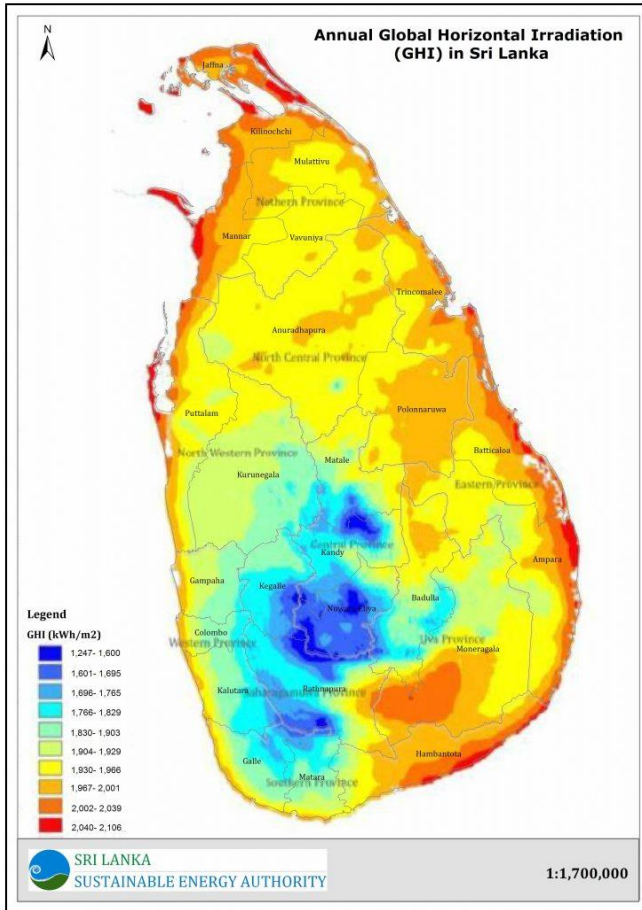 N
Annual Global Horizontal Irradiation
(GHI) in Sri Lanka
Jaffna
Kilinochchi
Mulattivu
Nothern Province
Mannar
Vavuniya
Trincomalee
Anuradhapura
North Central Province
Polonnaruwa
Puttalam
Batticaloa
North Western Province
Matale
Kurunegala
Eastern Province
Central Province
Kandy
Ampara
Gampaha
Kegalle
Badulla
Nowara Eliya
Colombo
Western Province
Uva Province
Moneragala
Kalutara
Rathnapura
Sabaragamuwa Province
Hambantota
Galle
Matara
Southern Province
Legend
GHI (kWh/m2)
1,247- 1,600
1,601- 1,695
1,696- 1,765
1,766- 1,829
1,830- 1,903
1,904- 1,929
1,930- 1,966
1,967- 2,001
2,002- 2,039
2,040- 2,106
SRI LANKA
SUSTAINABLE ENERGY AUTHORITY
1:1,700,000